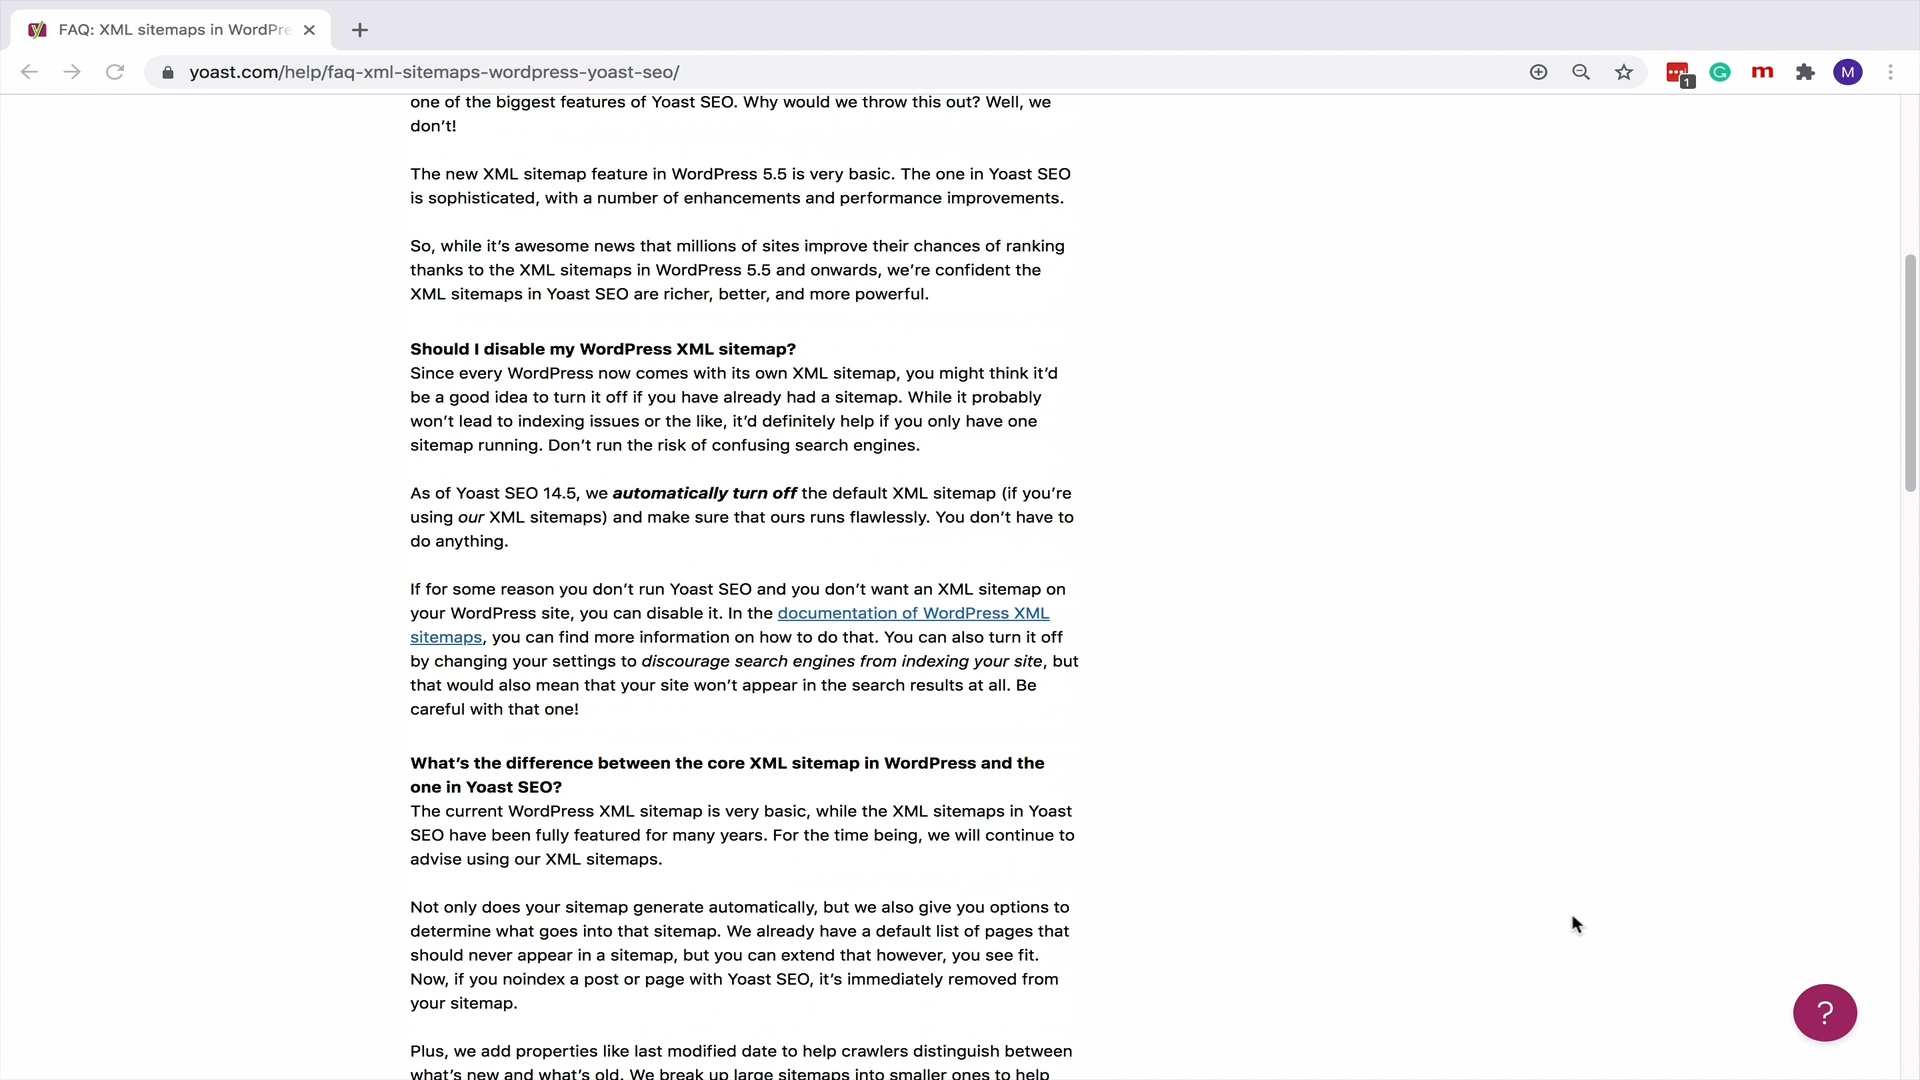 FAQ: XML sitemaps in WordPre
yoast.com/help/faq-xml-sitemaps-wordpress-yoast-seo/
1
m
M
one of the biggest features of Yoast SEO. Why would we throw this out? Well, we
don’t!
The new XML sitemap feature in WordPress 5.5 is very basic. The one in Yoast SEO
is sophisticated, with a number of enhancements and performance improvements.
So, while it’s awesome news that millions of sites improve their chances of ranking
thanks to the XML sitemaps in WordPress 5.5 and onwards, we’re confident the
XML sitemaps in Yoast SEO are richer, better, and more powerful.
Should I disable my WordPress XML sitemap?
Since every WordPress now comes with its own XML sitemap, you might think it’d
be a good idea to turn it off if you have already had a sitemap. While it probably
won’t lead to indexing issues or the like, it’d definitely help if you only have one
sitemap running. Don’t run the risk of confusing search engines.
As of Yoast SEO 14.5, we automatically turn off the default XML sitemap (if you’re
using our XML sitemaps) and make sure that ours runs flawlessly. You don’t have to
do anything.
If for some reason you don’t run Yoast SEO and you don’t want an XML sitemap on
your WordPress site, you can disable it. In the documentation of WordPress XML
sitemaps, you can find more information on how to do that. You can also turn it off
by changing your settings to discourage search engines from indexing your site, but
that would also mean that your site won’t appear in the search results at all. Be
careful with that one!
What’s the difference between the core XML sitemap in WordPress and the
one in Yoast SEO?
The current WordPress XML sitemap is very basic, while the XML sitemaps in Yoast
SEO have been fully featured for many years. For the time being, we will continue to
advise using our XML sitemaps.
Not only does your sitemap generate automatically, but we also give you options to
determine what goes into that sitemap. We already have a default list of pages that
should never appear in a sitemap, but you can extend that however, you see fit.
Now, if you noindex a post or page with Yoast SEO, it’s immediately removed from
your sitemap.
Plus, we add properties like last modified date to help crawlers distinguish between
what’s new and what’s old. We break up large sitemaps into smaller ones to help
?